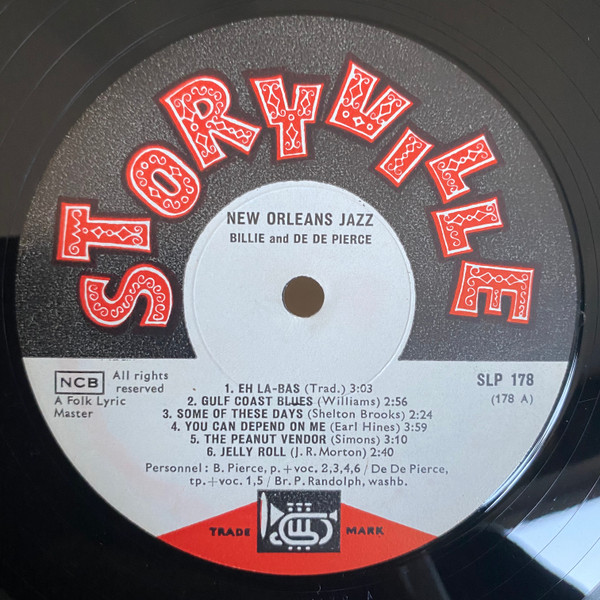 STORYVILLE
NEW ORLEANS JAZZ
BILLIE and DE DE PIERCE
NCB
All rights
reserved
A Folk Lyric
Master
SLP 178
(178 A)
1. EH LA-BAS (Trad.) 3:03
2. GULF COAST BLUES (Williams) 2:56
3. SOME OF THESE DAYS (Shelton Brooks) 2:24
4. YOU CAN DEPEND ON ME (Earl Hines) 3:59
5. THE PEANUT VENDOR (Simons) 3:10
6. JELLY ROLL (J. R. Morton) 2:40
Personnel : B. Pierce, p. + voc. 2,3,4,6 / De De Pierce,
tp. + voc. 1,5 / Br. P. Randolph, washb.
TRADE MARK